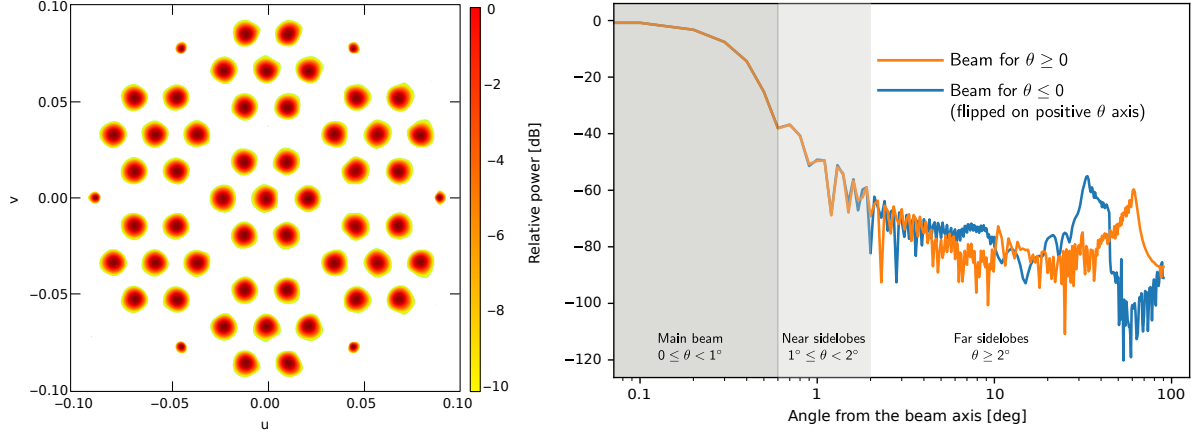 0.10
0.05
0.00
−0.05
−0.10
−0.10
−0.05
0.00
0.05
0.10
u
v
0
−2
−4
−6
−8
−10
Relative power [dB]
0
−20
−40
−60
−80
−100
−120
0.1
1
10
100
Angle from the beam axis [deg]
Beam for θ ≥ 0
Beam for θ ≤ 0
(flipped on positive θ axis)
Main beam
0 ≤ θ < 1°
Near sidelobes
1° ≤ θ < 2°
Far sidelobes
θ ≥ 2°